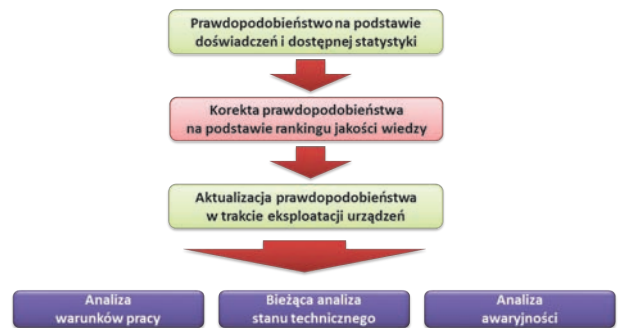 Prawdopodobieństwo na podstawie
doświadczeń i dostępnej statystyki
Korekta prawdopodobieństwa
na podstawie rankingu jakości wiedzy
Aktualizacja prawdopodobieństwa
w trakcie eksploatacji urządzeń
Analiza
warunków pracy
Bieżąca analiza
stanu technicznego
Analiza
awaryjności